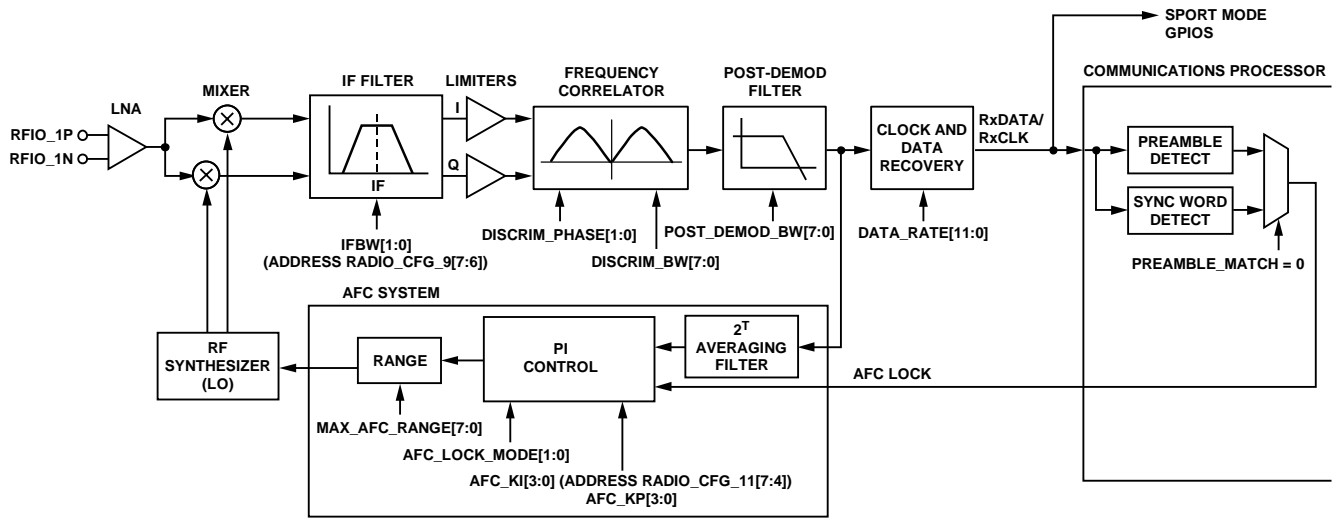 SPORT MODE
GPIOS
COMMUNICATIONS PROCESSOR
LNA
MIXER
IF FILTER
LIMITERS
FREQUENCY
CORRELATOR
POST-DEMOD
FILTER
RFIO_1P
RFIO_1N
I
Q
IF
CLOCK AND
DATA
RECOVERY
RxDATA/
RxCLK
PREAMBLE
DETECT
SYNC WORD
DETECT
IFBW[1:0]
(ADDRESS RADIO_CFG_9[7:6])
DISCRIM_PHASE[1:0]
DISCRIM_BW[7:0]
POST_DEMOD_BW[7:0]
DATA_RATE[11:0]
PREAMBLE_MATCH = 0
AFC SYSTEM
RF
SYNTHESIZER
(LO)
RANGE
PI
CONTROL
2T
AVERAGING
FILTER
AFC LOCK
MAX_AFC_RANGE[7:0]
AFC_LOCK_MODE[1:0]
AFC_KI[3:0] (ADDRESS RADIO_CFG_11[7:4])
AFC_KP[3:0]